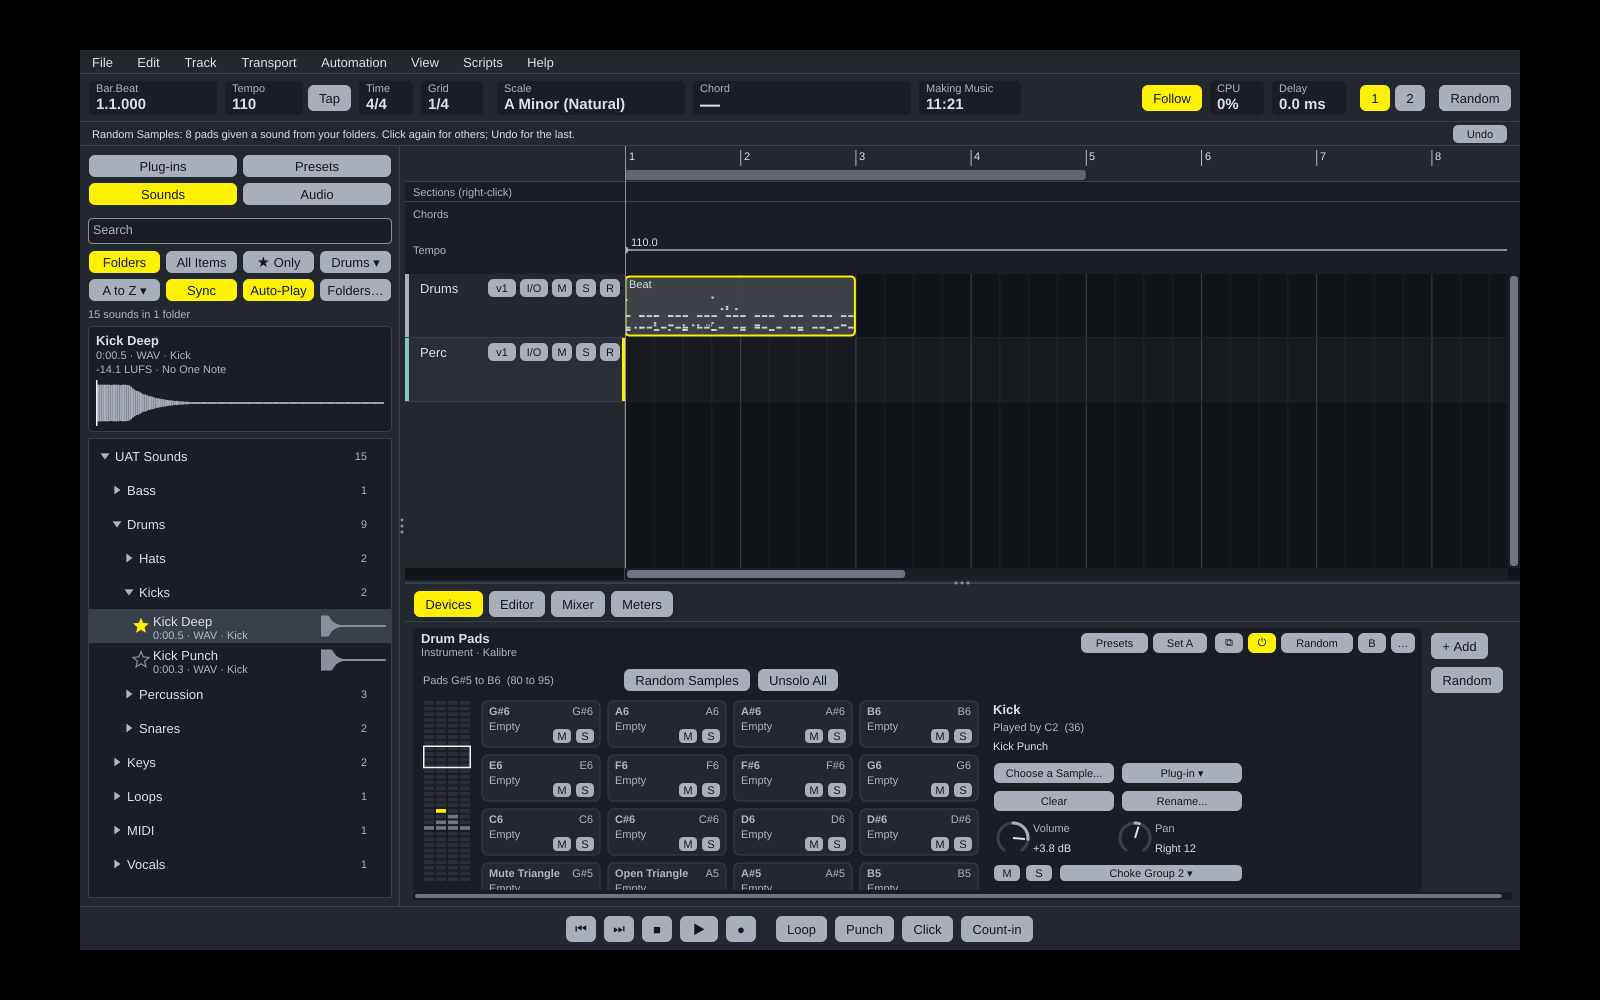 File Edit Track Transport Automation View Scripts Help
Bar.Beat Tempo Time Grid Scale Chord Making Music CPU Delay
1.1.000 110 Tap 4/4 1/4 A Minor (Natural) — 11:21 Follow 0% 0.0 ms 1 2 Random
Random Samples: 8 pads given a sound from your folders. Click again for others; Undo for the last. Undo
Plug-ins Presets
Sounds Audio
Search
Folders All Items ★ Only Drums ▾
A to Z ▾ Sync Auto-Play Folders…
15 sounds in 1 folder
Kick Deep
0:00.5 · WAV · Kick
-14.1 LUFS · No One Note
UAT Sounds 15
Bass 1
Drums 9
Hats 2
Kicks 2
Kick Deep
0:00.5 · WAV · Kick
Kick Punch
0:00.3 · WAV · Kick
Percussion 3
Snares 2
Keys 2
Loops 1
MIDI 1
Vocals 1
1 2 3 4 5 6 7 8
Sections (right-click)
Chords
Tempo 110.0
Drums v1 I/O M S R Beat
Perc v1 I/O M S R
Devices Editor Mixer Meters
Drum Pads
Instrument · Kalibre
Presets Set A Random B ...
+ Add
Random
Pads G#5 to B6 (80 to 95) Random Samples Unsolo All
G#6 G#6 A6 A6 A#6 A#6 B6 B6
Empty Empty Empty Empty
M S M S M S M S
E6 E6 F6 F6 F#6 F#6 G6 G6
Empty Empty Empty Empty
M S M S M S M S
C6 C6 C#6 C#6 D6 D6 D#6 D#6
Empty Empty Empty Empty
M S M S M S M S
Mute Triangle G#5 Open Triangle A5 A#5 A#5 B5 B5
Empty Empty Empty Empty
Kick
Played by C2 (36)
Kick Punch
Choose a Sample... Plug-in ▾
Clear Rename...
Volume Pan
+3.8 dB Right 12
M S Choke Group 2 ▾
Loop Punch Click Count-in